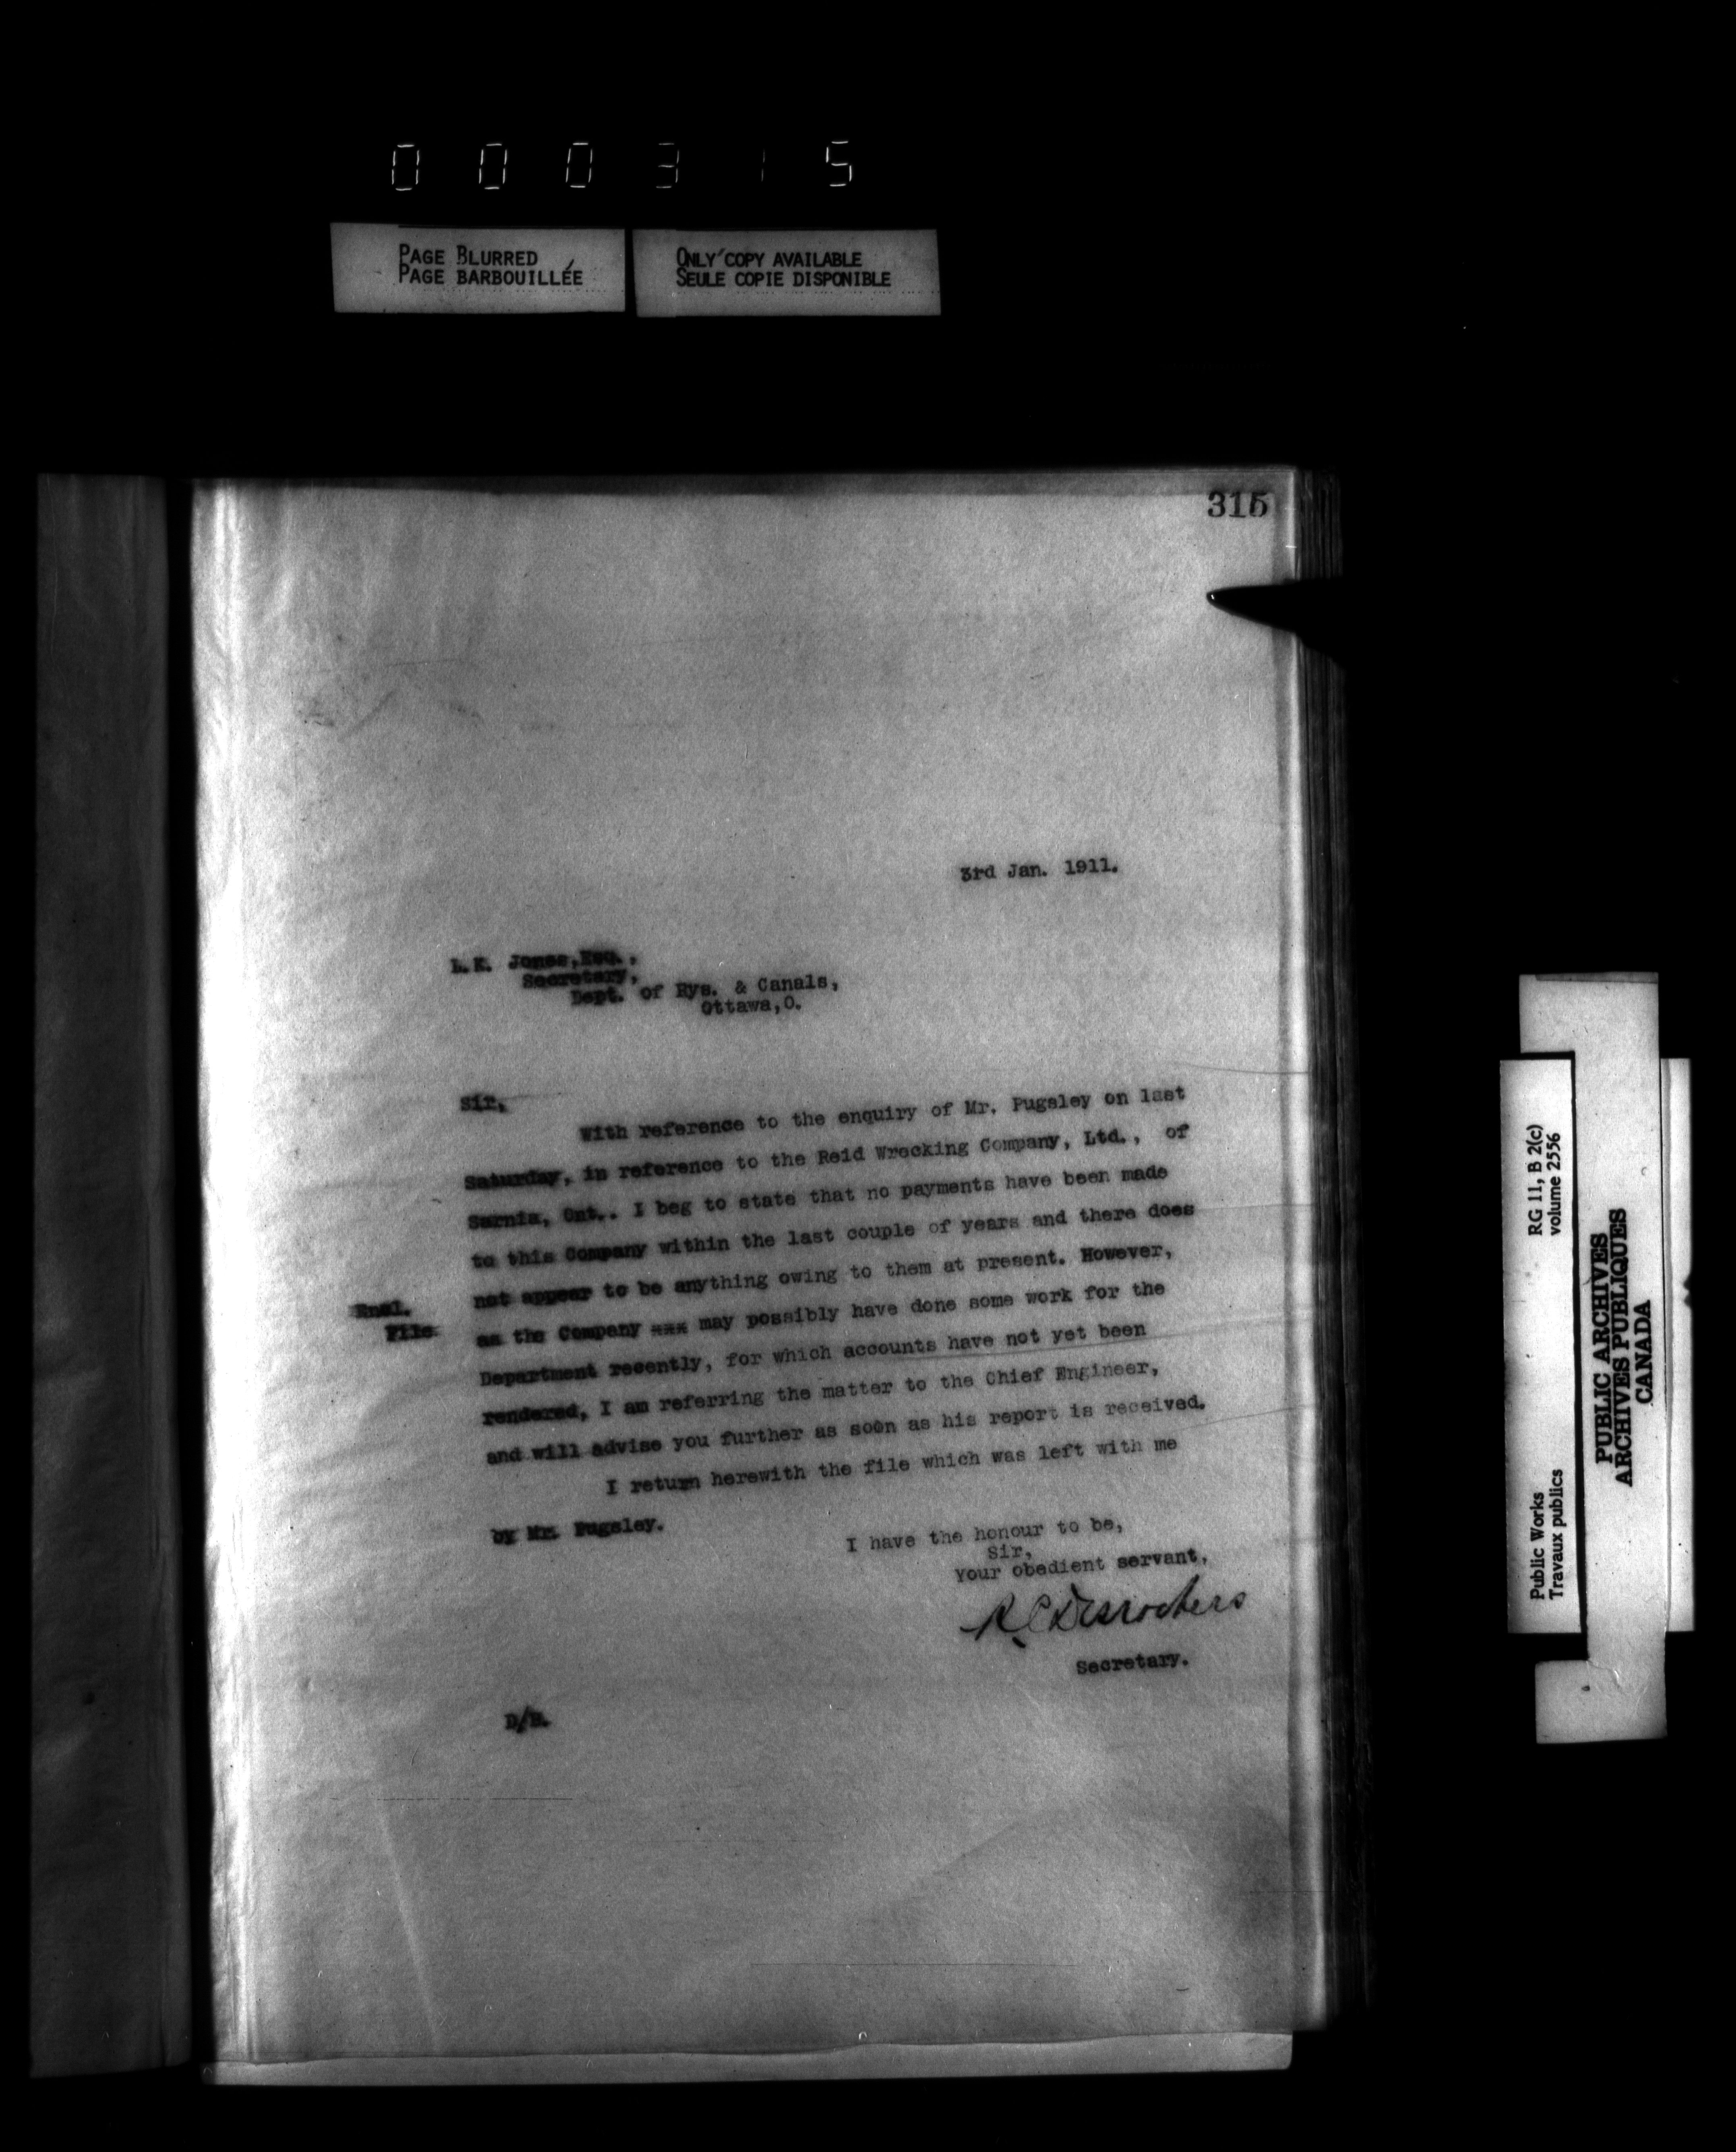 000315
PAGE BLURRED
PAGE BARBOUILLÉE
ONLY COPY AVAILABLE
SEULE COPIE DISPONIBLE
315
3rd Jan. 1911.
L.K. Jones,Esq.,
Secretary,
Dept. of Rys. & Canals,
Ottawa,O.
Sir,
With reference to the enquiry of Mr. Pugsley on last
Saturday, in reference to the Reid Wrecking Company, Ltd., of
Sarnia, Ont.. I beg to state that no payments have been made
to this Company within the last couple of years and there does
not appear to be anything owing to them at present. However,
Encl.
File
as the Company xxx may possibly have done some work for the
Department recently, for which accounts have not yet been
rendered, I am referring the matter to the Chief Engineer,
and will advise you further as soon as his report is received.
I return herewith the file which was left with me
by Mr. Pugsley.
I have the honour to be,
Sir,
Your obedient servant,
R C Desrochers
Secretary.
RG 11, B 2(c)
volume 2556
Public Works
Travaux publics
PUBLIC ARCHIVES
ARCHIVES PUBLIQUES
CANADA